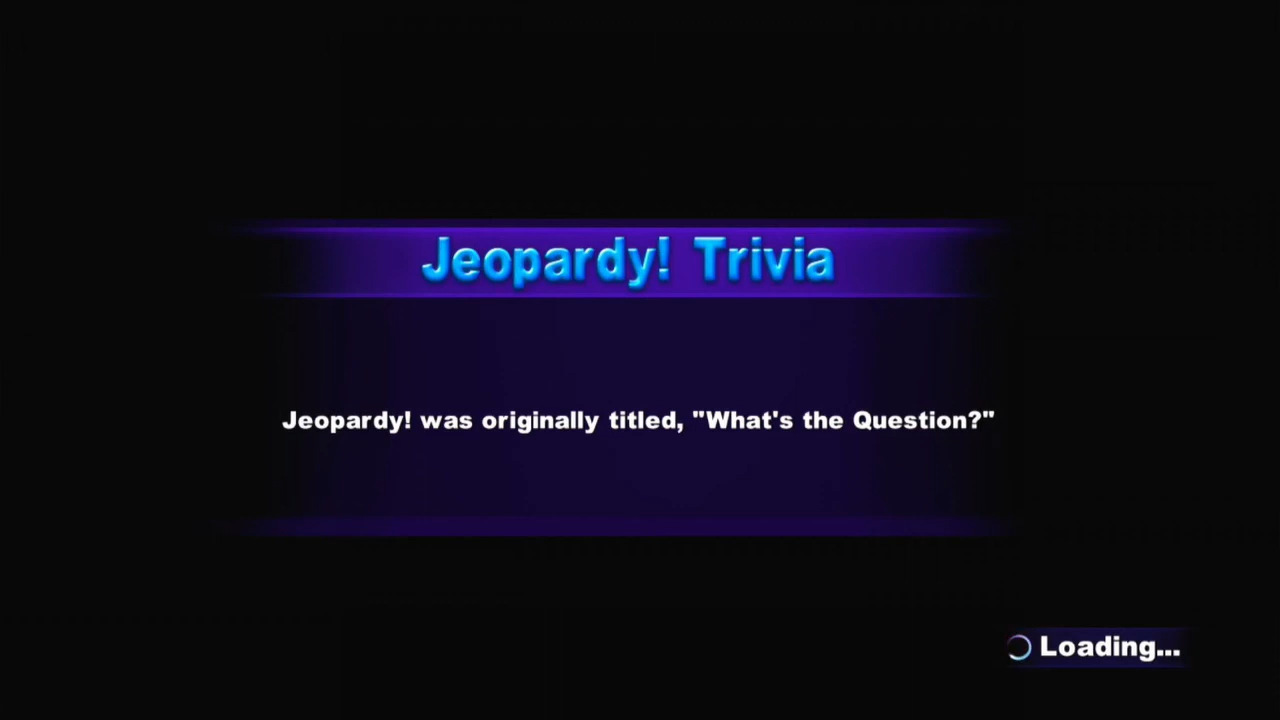 Jeopardy! Trivia
Jeopardy! was originally titled, "What's the Question?"
Loading...